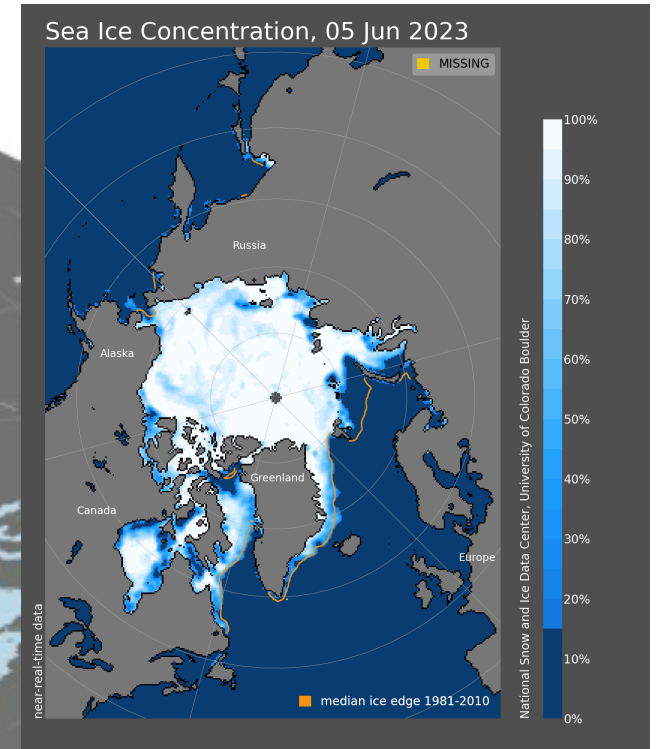 Sea Ice Concentration, 05 Jun 2023
MISSING
100%
90%
80%
70%
60%
50%
40%
30%
20%
10%
0%
Russia
Alaska
Greenland
Canada
Europe
near-real-time data
median ice edge 1981-2010
National Snow and Ice Data Center, University of Colorado Boulder